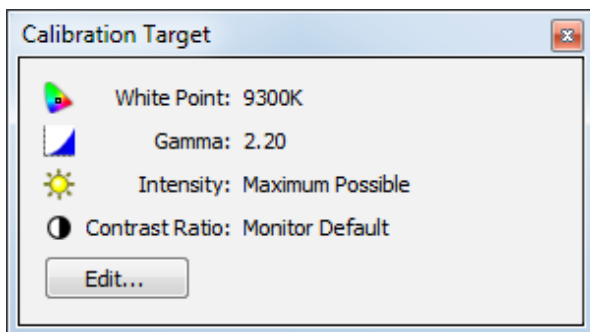 Calibration Target
White Point: 9300K
Gamma: 2.20
Intensity: Maximum Possible
Contrast Ratio: Monitor Default
Edit...